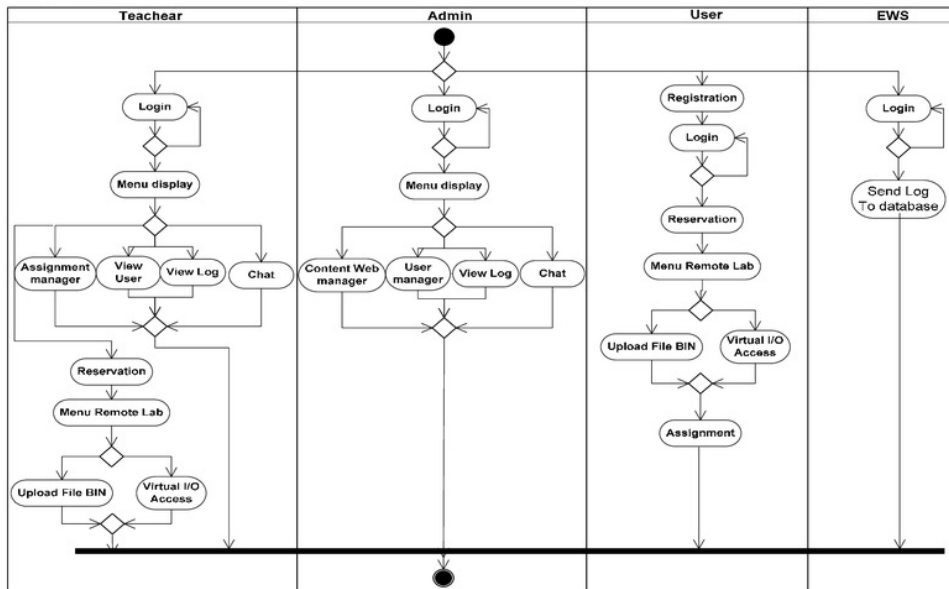 Teachear
Admin
User
EWS
Login
Menu display
Assignment
manager
View
User
View Log
Chat
Reservation
Menu Remote Lab
Upload File BIN
Virtual I/O
Access
Login
Menu display
Content Web
manager
User
manager
View Log
Chat
Registration
Login
Reservation
Menu Remote Lab
Upload File BIN
Virtual I/O
Access
Assignment
Login
Send Log
To database